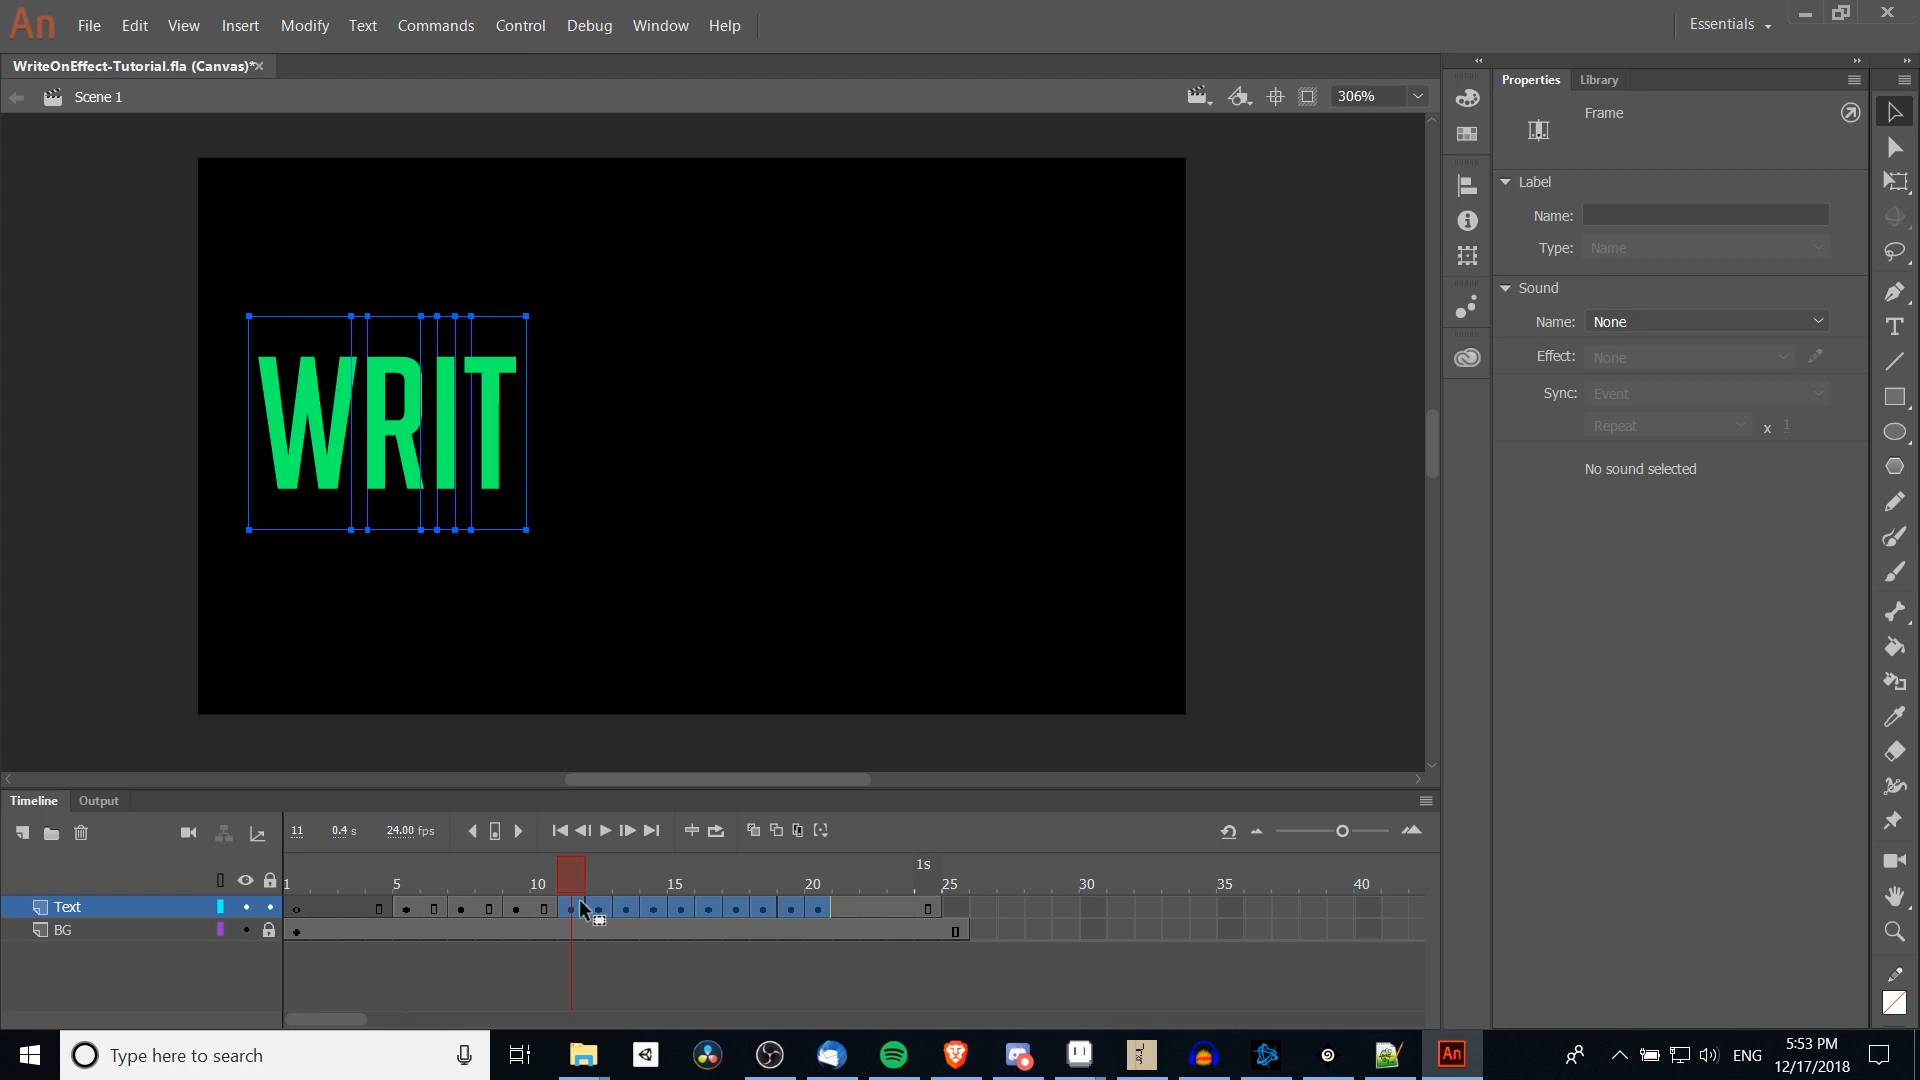 An File Edit View Insert Modify Text Commands Control Debug Window Help Essentials
WriteOnEffect-Tutorial.fla (Canvas)*
Scene 1
306%
WRIT
Properties Library
Frame
Label
Name:
Type: Name
Sound
Name: None
Effect: None
Sync: Event
Repeat x 1
No sound selected
Timeline Output
11 0.4 s 24.00 fps
1s
1 5 10 15 20 25 30 35 40
Text
BG
Type here to search
An
ENG
5:53 PM
12/17/2018